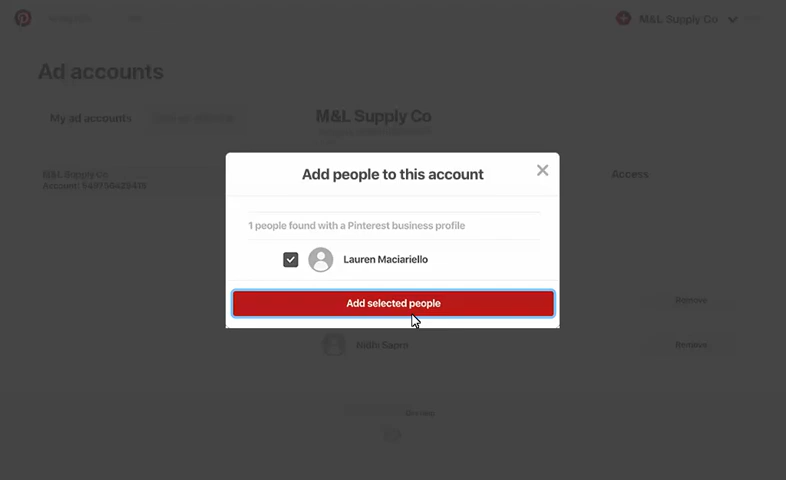 M&L Supply Co
Ad accounts
My ad accounts
M&L Supply Co
M&L Supply Co
Access
Add people to this account
1 people found with a Pinterest business profile
Lauren Maciariello
Add selected people
Remove
Remove